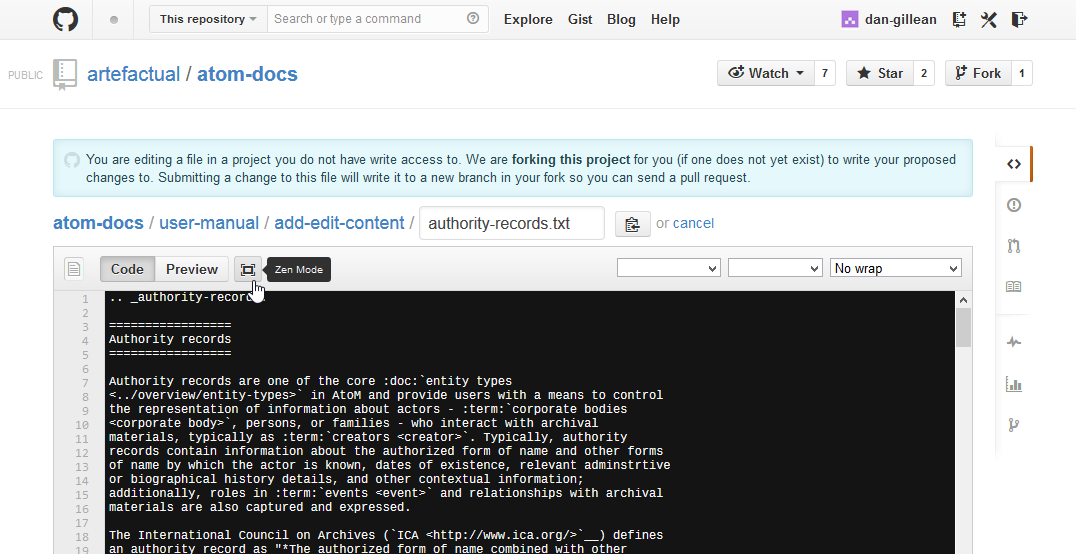 This repository
Search or type a command
Explore Gist Blog Help
dan-gillean
PUBLIC artefactual / atom-docs
Watch 7 Star 2 Fork 1
You are editing a file in a project you do not have write access to. We are forking this project for you (if one does not yet exist) to write your proposed
changes to. Submitting a change to this file will write it to a new branch in your fork so you can send a pull request.
atom-docs / user-manual / add-edit-content / authority-records.txt or cancel
Code Preview Zen Mode No wrap
1 .. _authority-records
2
3 =================
4 Authority records
5 =================
6
7 Authority records are one of the core :doc:`entity types
8 <../overview/entity-types>` in AtoM and provide users with a means to control
9 the representation of information about actors - :term:`corporate bodies
10 <corporate body>`, persons, or families - who interact with archival
11 materials, typically as :term:`creators <creator>`. Typically, authority
12 records contain information about the authorized form of name and other forms
13 of name by which the actor is known, dates of existence, relevant adminstrtive
14 or biographical history details, and other contextual information;
15 additionally, roles in :term:`events <event>` and relationships with archival
16 materials are also captured and expressed.
17
18 The International Council on Archives (`ICA <http://www.ica.org/>`__) defines
19 an authority record as "*The authorized form of name combined with other